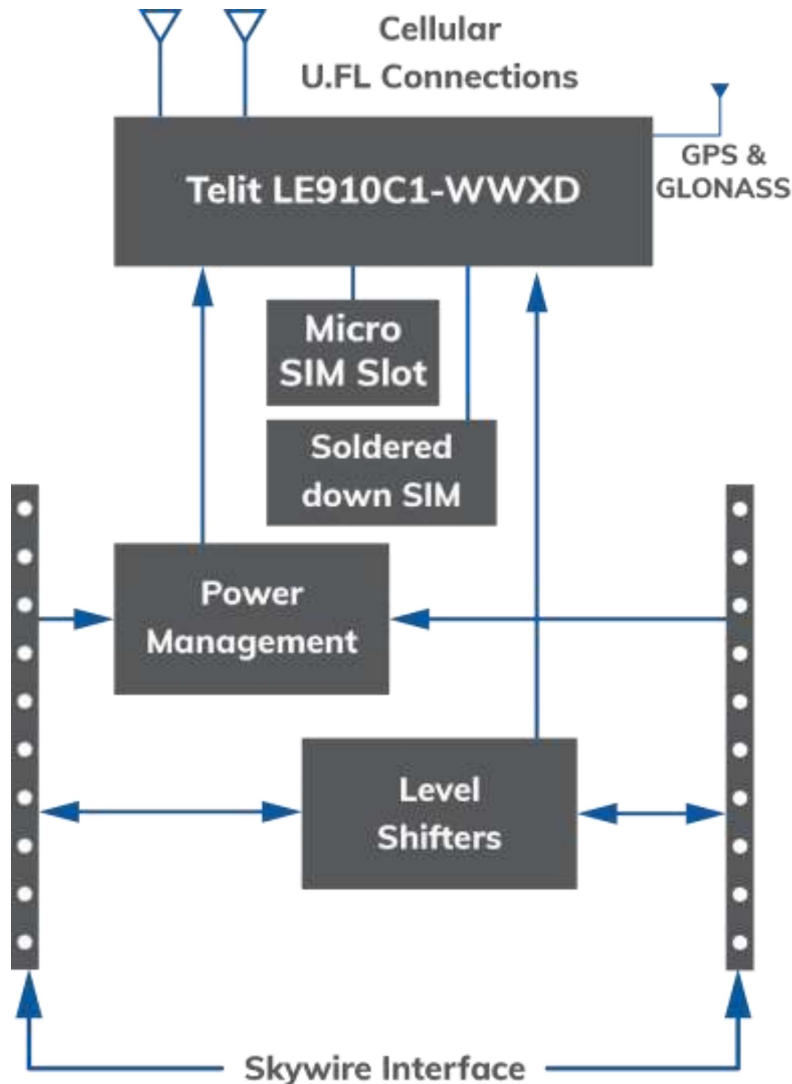 Cellular
U.FL Connections
GPS &
GLONASS
Telit LE910C1-WWXD
Micro
SIM Slot
Soldered
down SIM
Power
Management
Level
Shifters
Skywire Interface